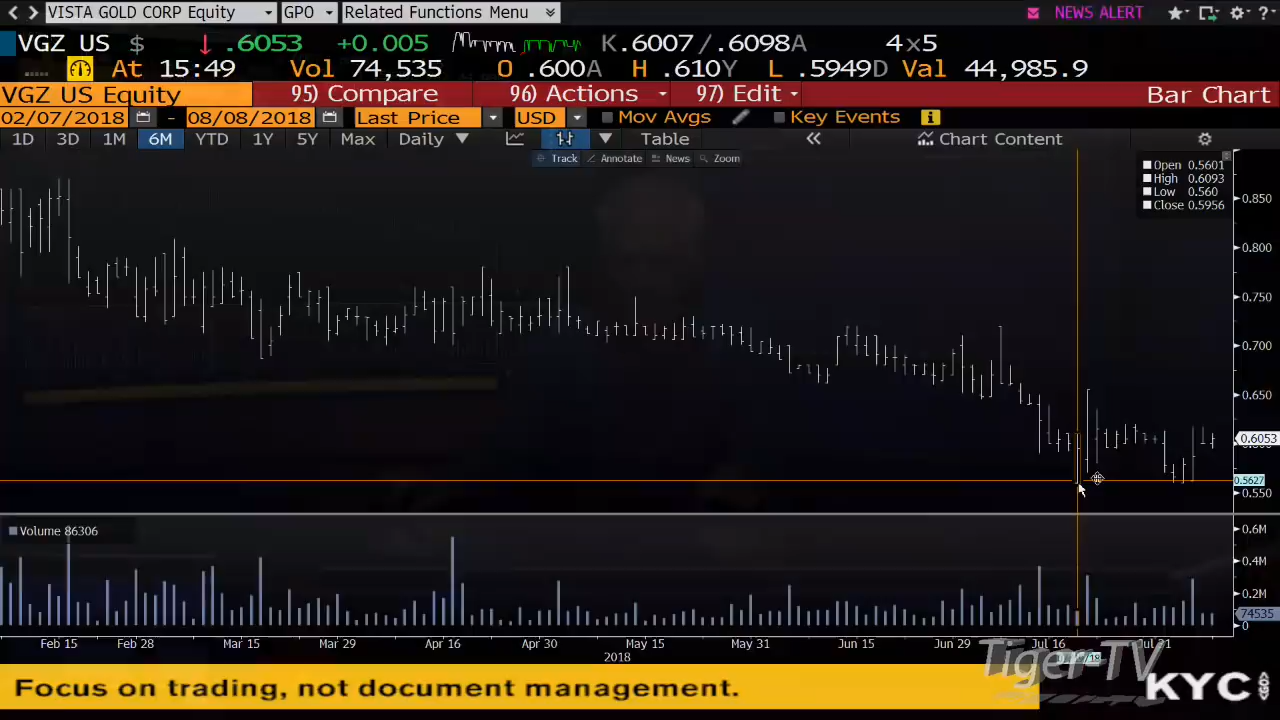 VISTA GOLD CORP Equity GPO Related Functions Menu NEWS ALERT
VGZ US $ ↓ .6053 +0.005 K.6007/.6098A 4x5
At 15:49 Vol 74,535 O .600A H .610Y L .5949D Val 44,985.9
VGZ US Equity 95) Compare 96) Actions 97) Edit Bar Chart
02/07/2018 - 08/08/2018 Last Price USD Mov Avgs Key Events
1D 3D 1M 6M YTD 1Y 5Y Max Daily Table « Chart Content
Track Annotate News Zoom
Open 0.5601
High 0.6093
Low 0.560
Close 0.5956
0.850
0.800
0.750
0.700
0.650
0.6053
0.5627
0.550
Volume 86306
0.6M
0.4M
0.2M
74535
0
Feb 15 Feb 28 Mar 15 Mar 29 Apr 16 Apr 30 May 15 May 31 Jun 15 Jun 29 Jul 16 Jul 31
2018
Tiger-TV
Focus on trading, not document management.
KYC